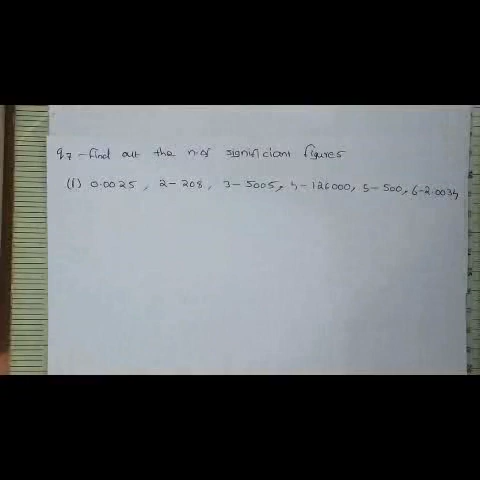 q7 - find out the n.of significiant figures
(1) 0.0025, 2- 208, 3- 5005, 4- 126000, 5- 500, 6- 2.0034